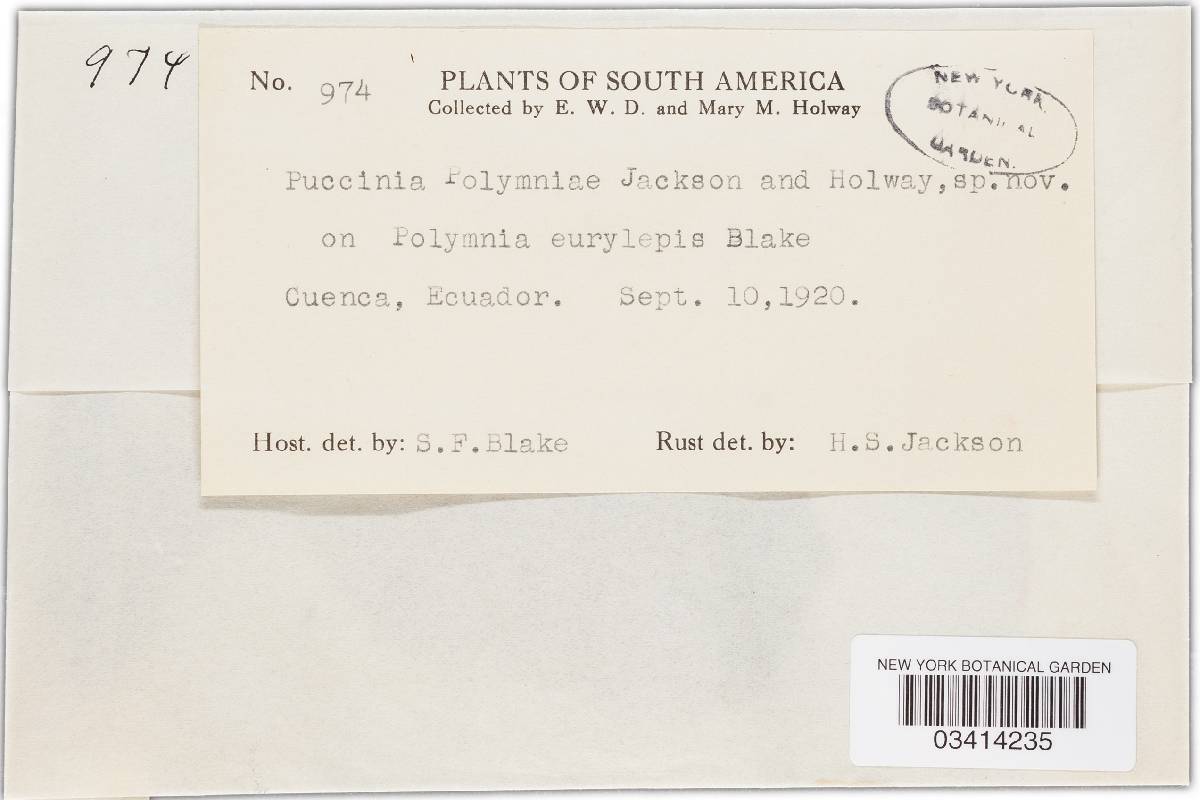 974
No. 974
PLANTS OF SOUTH AMERICA
Collected by E. W. D. and Mary M. Holway
NEW YORK
BOTANICAL
GARDEN.
Puccinia Polymniae Jackson and Holway, sp. nov.
on Polymnia eurylepis Blake
Cuenca, Ecuador. Sept. 10, 1920.
Host. det. by: S.F.Blake Rust det. by: H.S.Jackson
NEW YORK BOTANICAL GARDEN
03414235